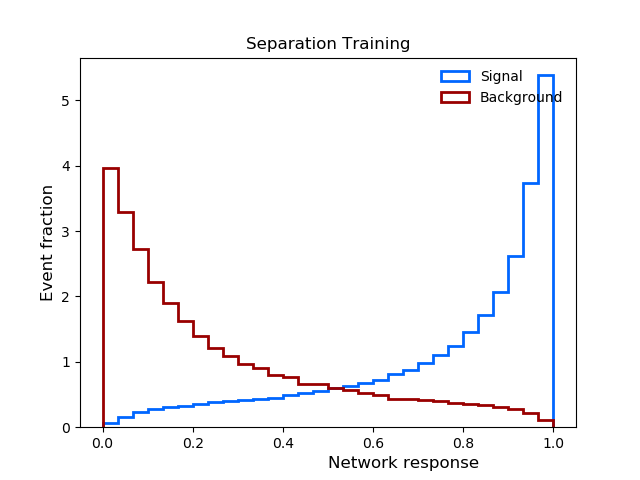 Separation Training
Signal
Background
Event fraction
5
4
3
2
1
0
0.0 0.2 0.4 0.6 0.8 1.0
Network response